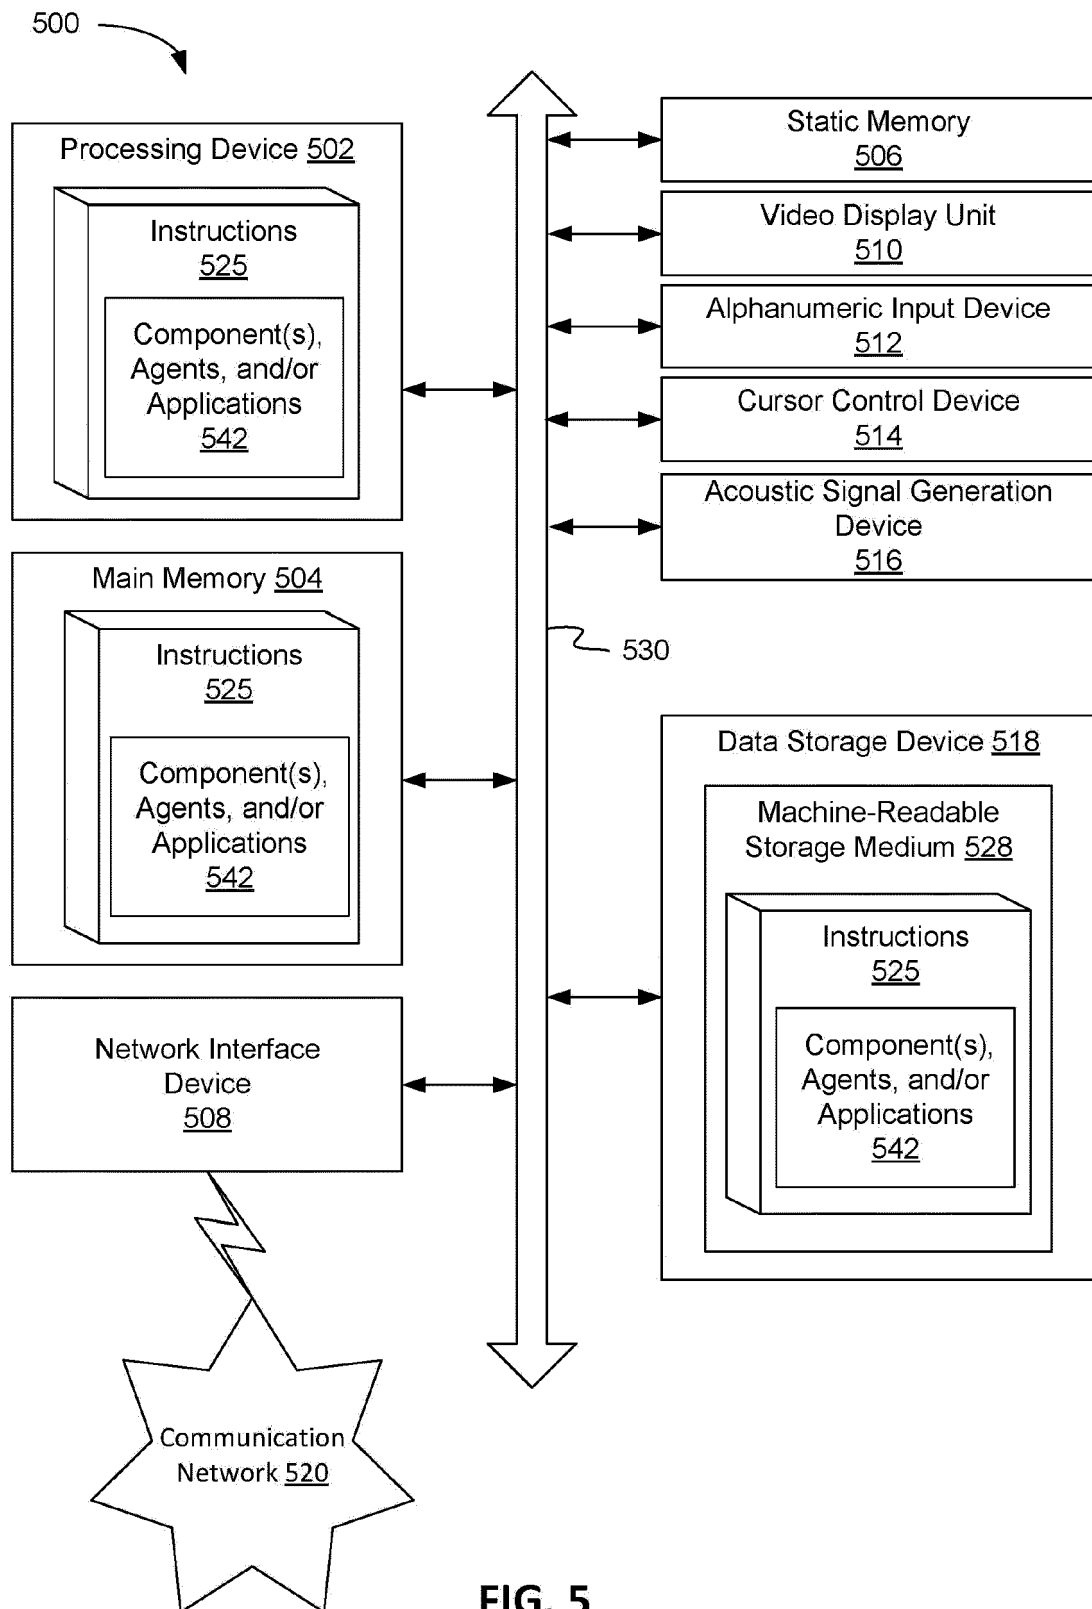 500
Processing Device 502
Instructions
525
Component(s),
Agents, and/or
Applications
542
Main Memory 504
Instructions
525
Component(s),
Agents, and/or
Applications
542
Network Interface
Device
508
Communication
Network 520
Static Memory
506
Video Display Unit
510
Alphanumeric Input Device
512
Cursor Control Device
514
Acoustic Signal Generation
Device
516
530
Data Storage Device 518
Machine-Readable
Storage Medium 528
Instructions
525
Component(s),
Agents, and/or
Applications
542
FIG. 5